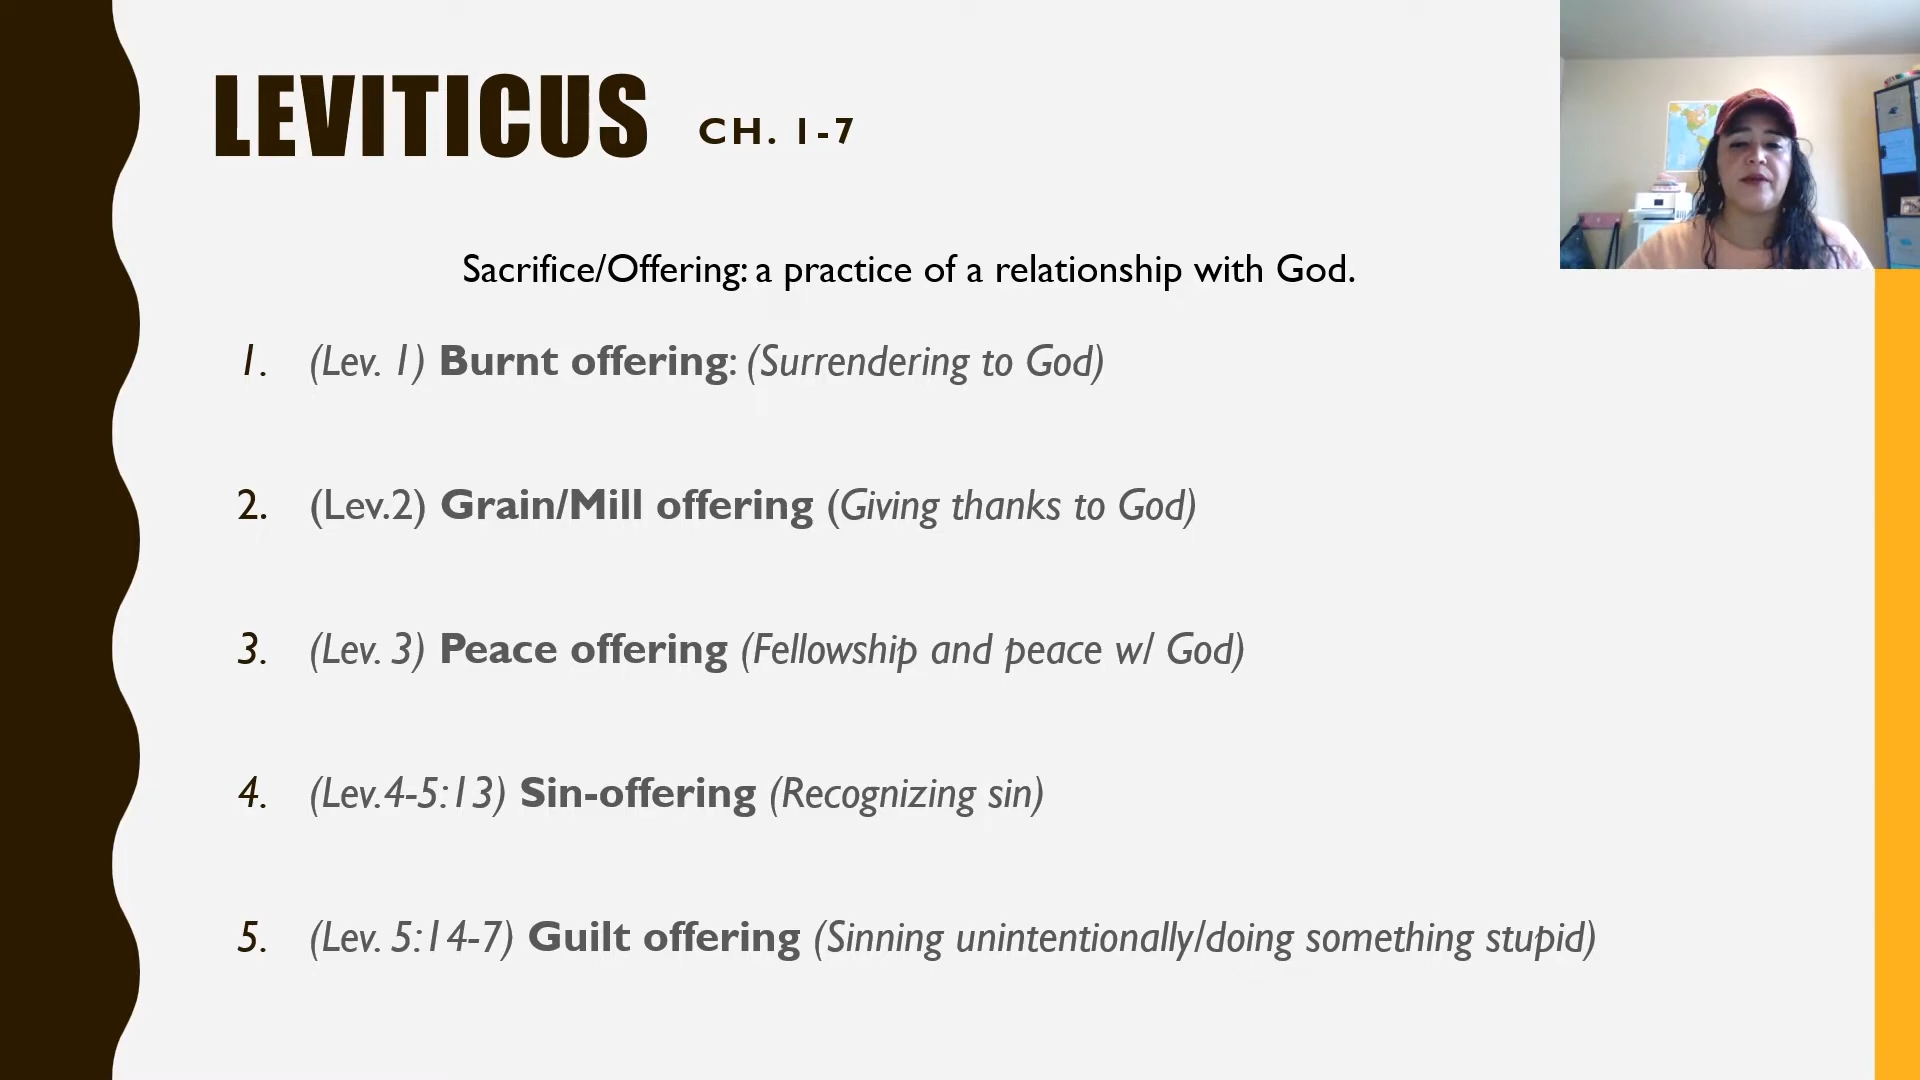 LEVITICUS CH. 1-7
Sacrifice/Offering: a practice of a relationship with God.
1. (Lev. 1) Burnt offering: (Surrendering to God)
2. (Lev.2) Grain/Mill offering (Giving thanks to God)
3. (Lev. 3) Peace offering (Fellowship and peace w/ God)
4. (Lev.4-5:13) Sin-offering (Recognizing sin)
5. (Lev. 5:14-7) Guilt offering (Sinning unintentionally/doing something stupid)